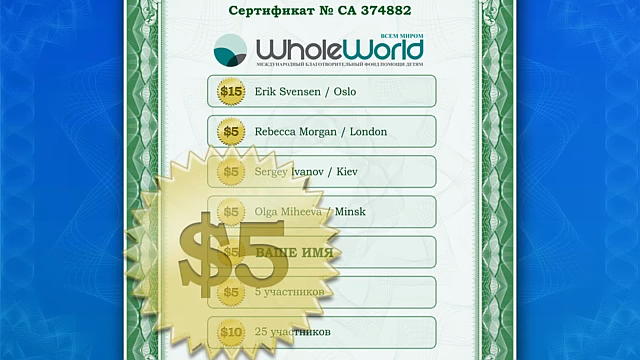 Сертификат № СА 374882
ВСЕМ МИРОМ
WholeWorld
МЕЖДУНАРОДНЫЙ БЛАГОТВОРИТЕЛЬНЫЙ ФОНД ПОМОЩИ ДЕТЯМ
$15 Erik Svensen / Oslo
$5 Rebecca Morgan / London
$5 Sergey Ivanov / Kiev
$5 Olga Miheeva / Minsk
$5 ВАШЕ ИМЯ
$5
$5 5 участников
$10 25 участников